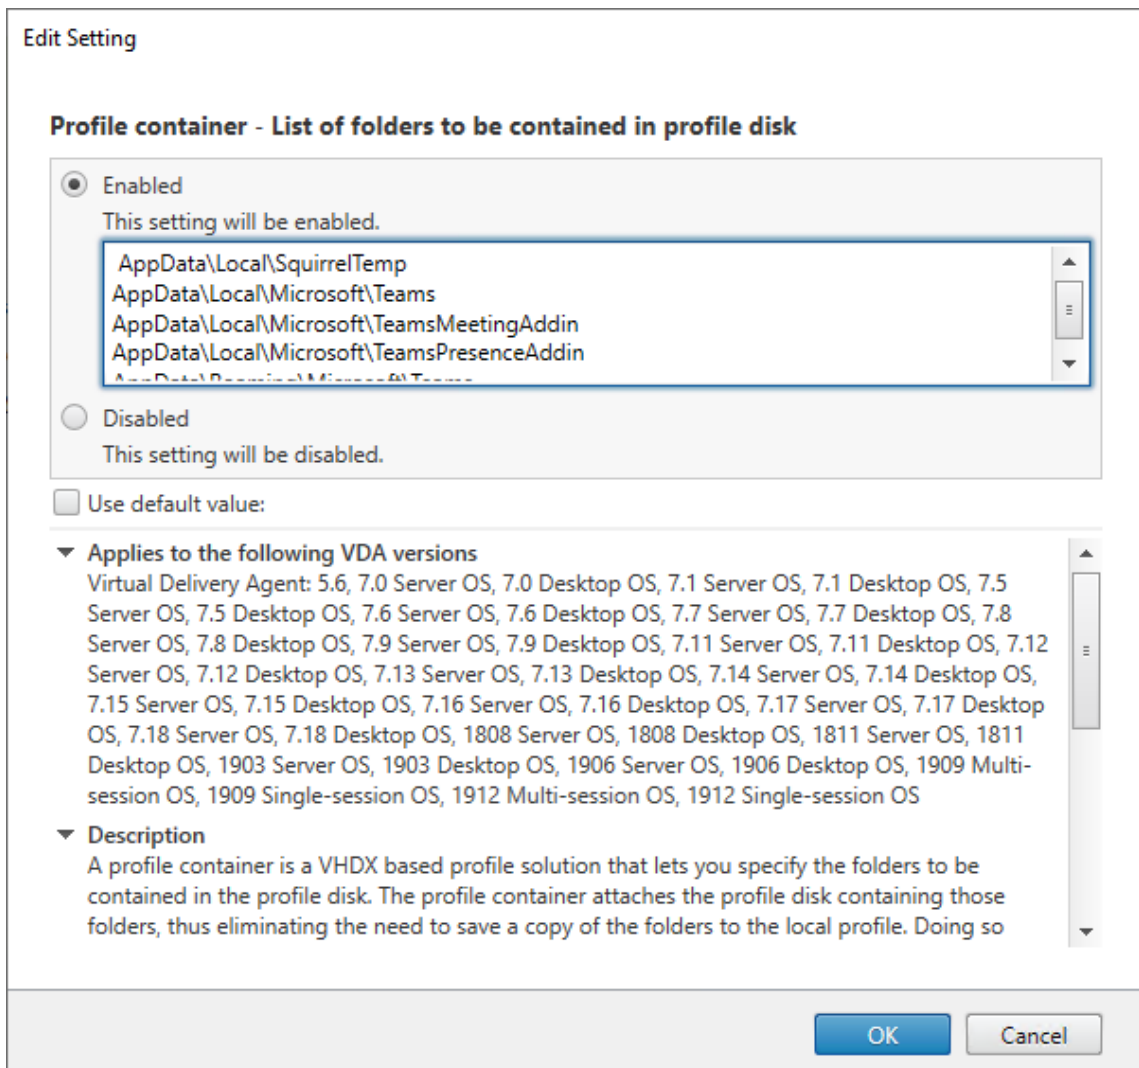 Edit Setting
Profile container - List of folders to be contained in profile disk
Enabled
This setting will be enabled.
AppData\Local\SquirrelTemp
AppData\Local\Microsoft\Teams
AppData\Local\Microsoft\TeamsMeetingAddin
AppData\Local\Microsoft\TeamsPresenceAddin
AppData\Roaming\Microsoft\Teams
Disabled
This setting will be disabled.
Use default value:
Applies to the following VDA versions
Virtual Delivery Agent: 5.6, 7.0 Server OS, 7.0 Desktop OS, 7.1 Server OS, 7.1 Desktop OS, 7.5
Server OS, 7.5 Desktop OS, 7.6 Server OS, 7.6 Desktop OS, 7.7 Server OS, 7.7 Desktop OS, 7.8
Server OS, 7.8 Desktop OS, 7.9 Server OS, 7.9 Desktop OS, 7.11 Server OS, 7.11 Desktop OS, 7.12
Server OS, 7.12 Desktop OS, 7.13 Server OS, 7.13 Desktop OS, 7.14 Server OS, 7.14 Desktop OS,
7.15 Server OS, 7.15 Desktop OS, 7.16 Server OS, 7.16 Desktop OS, 7.17 Server OS, 7.17 Desktop
OS, 7.18 Server OS, 7.18 Desktop OS, 1808 Server OS, 1808 Desktop OS, 1811 Server OS, 1811
Desktop OS, 1903 Server OS, 1903 Desktop OS, 1906 Server OS, 1906 Desktop OS, 1909 Multi-
session OS, 1909 Single-session OS, 1912 Multi-session OS, 1912 Single-session OS
Description
A profile container is a VHDX based profile solution that lets you specify the folders to be
contained in the profile disk. The profile container attaches the profile disk containing those
folders, thus eliminating the need to save a copy of the folders to the local profile. Doing so
OK
Cancel